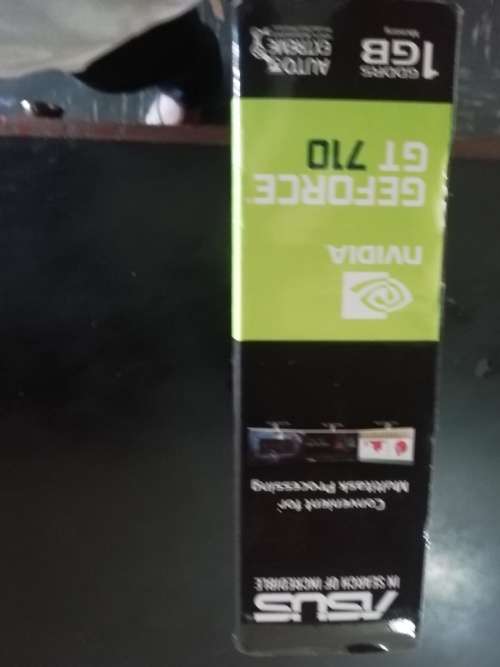 ASUS
IN SEARCH OF INCREDIBLE
Convenient for
Multitask Processing
NVIDIA
GEFORCE
GT 710
1GB
GDDR5
AUTO
EXTREME